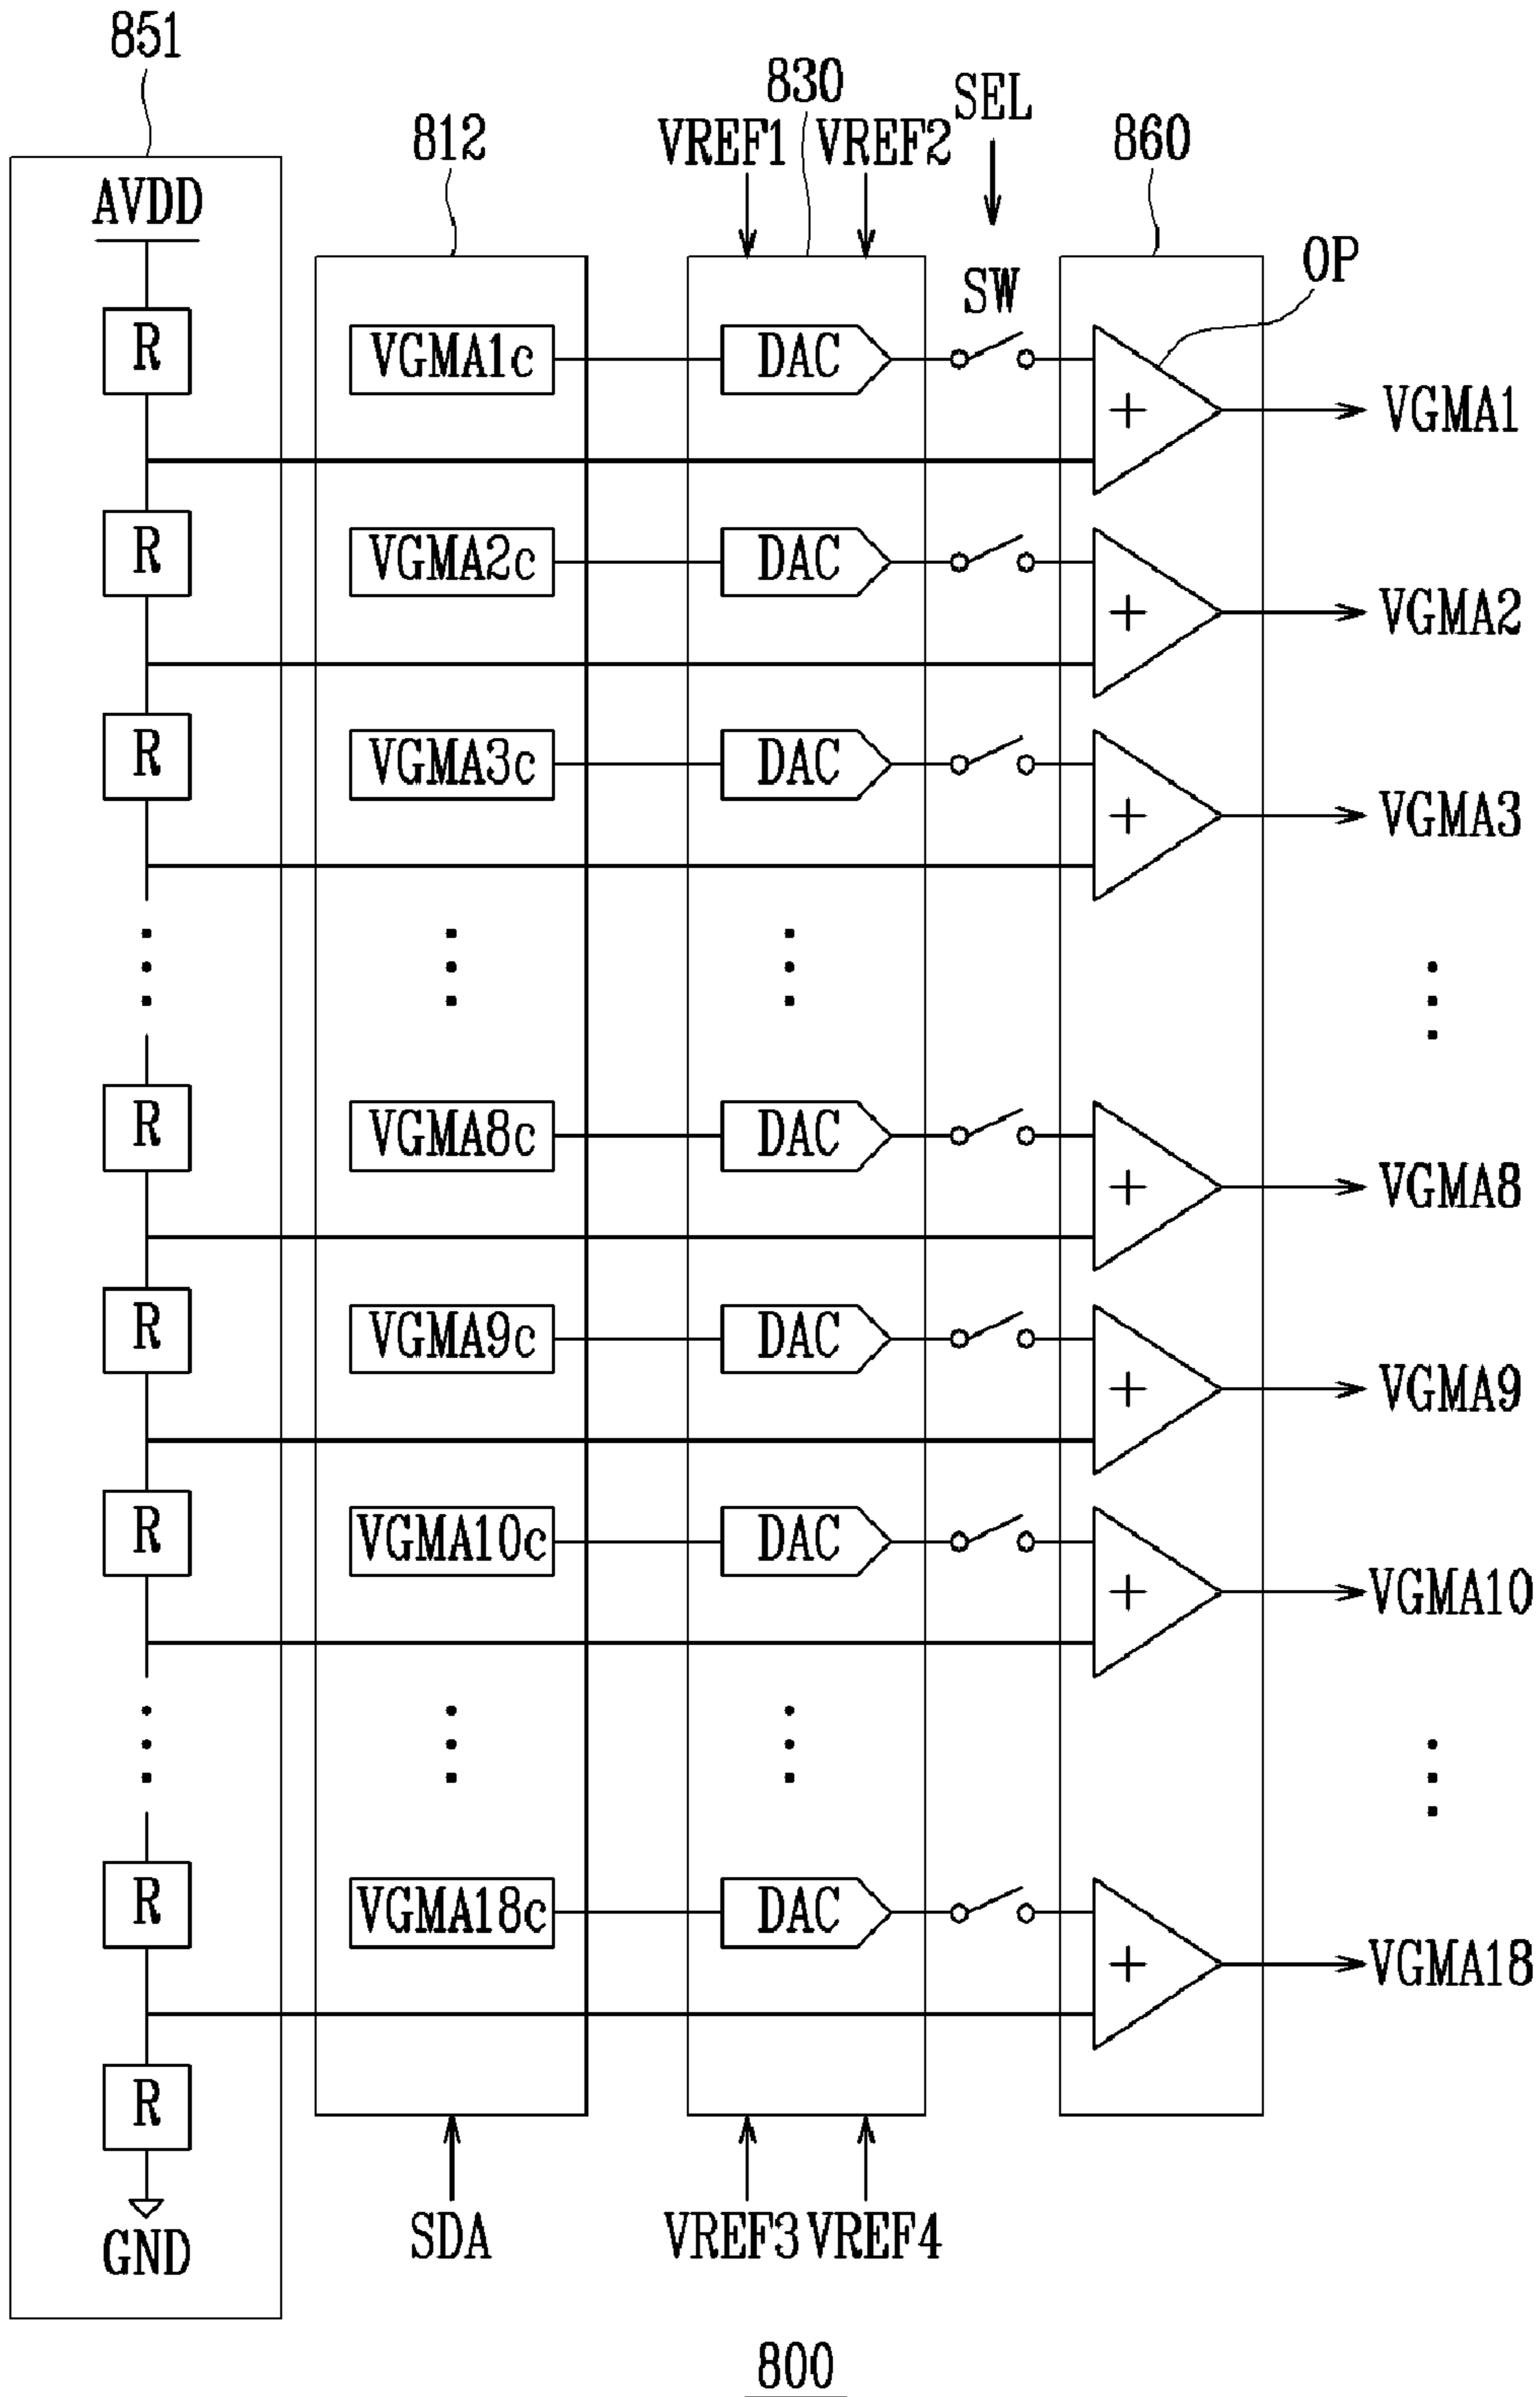 851
830
SEL
812
VREF1
VREF2
860
AVDD
OP
SW
R
VGMA1c
DAC
+
VGMA1
R
VGMA2c
DAC
+
VGMA2
R
VGMA3c
DAC
+
VGMA3
R
VGMA8c
DAC
+
VGMA8
R
VGMA9c
DAC
+
VGMA9
R
VGMA10c
DAC
+
VGMA10
R
VGMA18c
DAC
+
VGMA18
R
GND
SDA
VREF3
VREF4
800